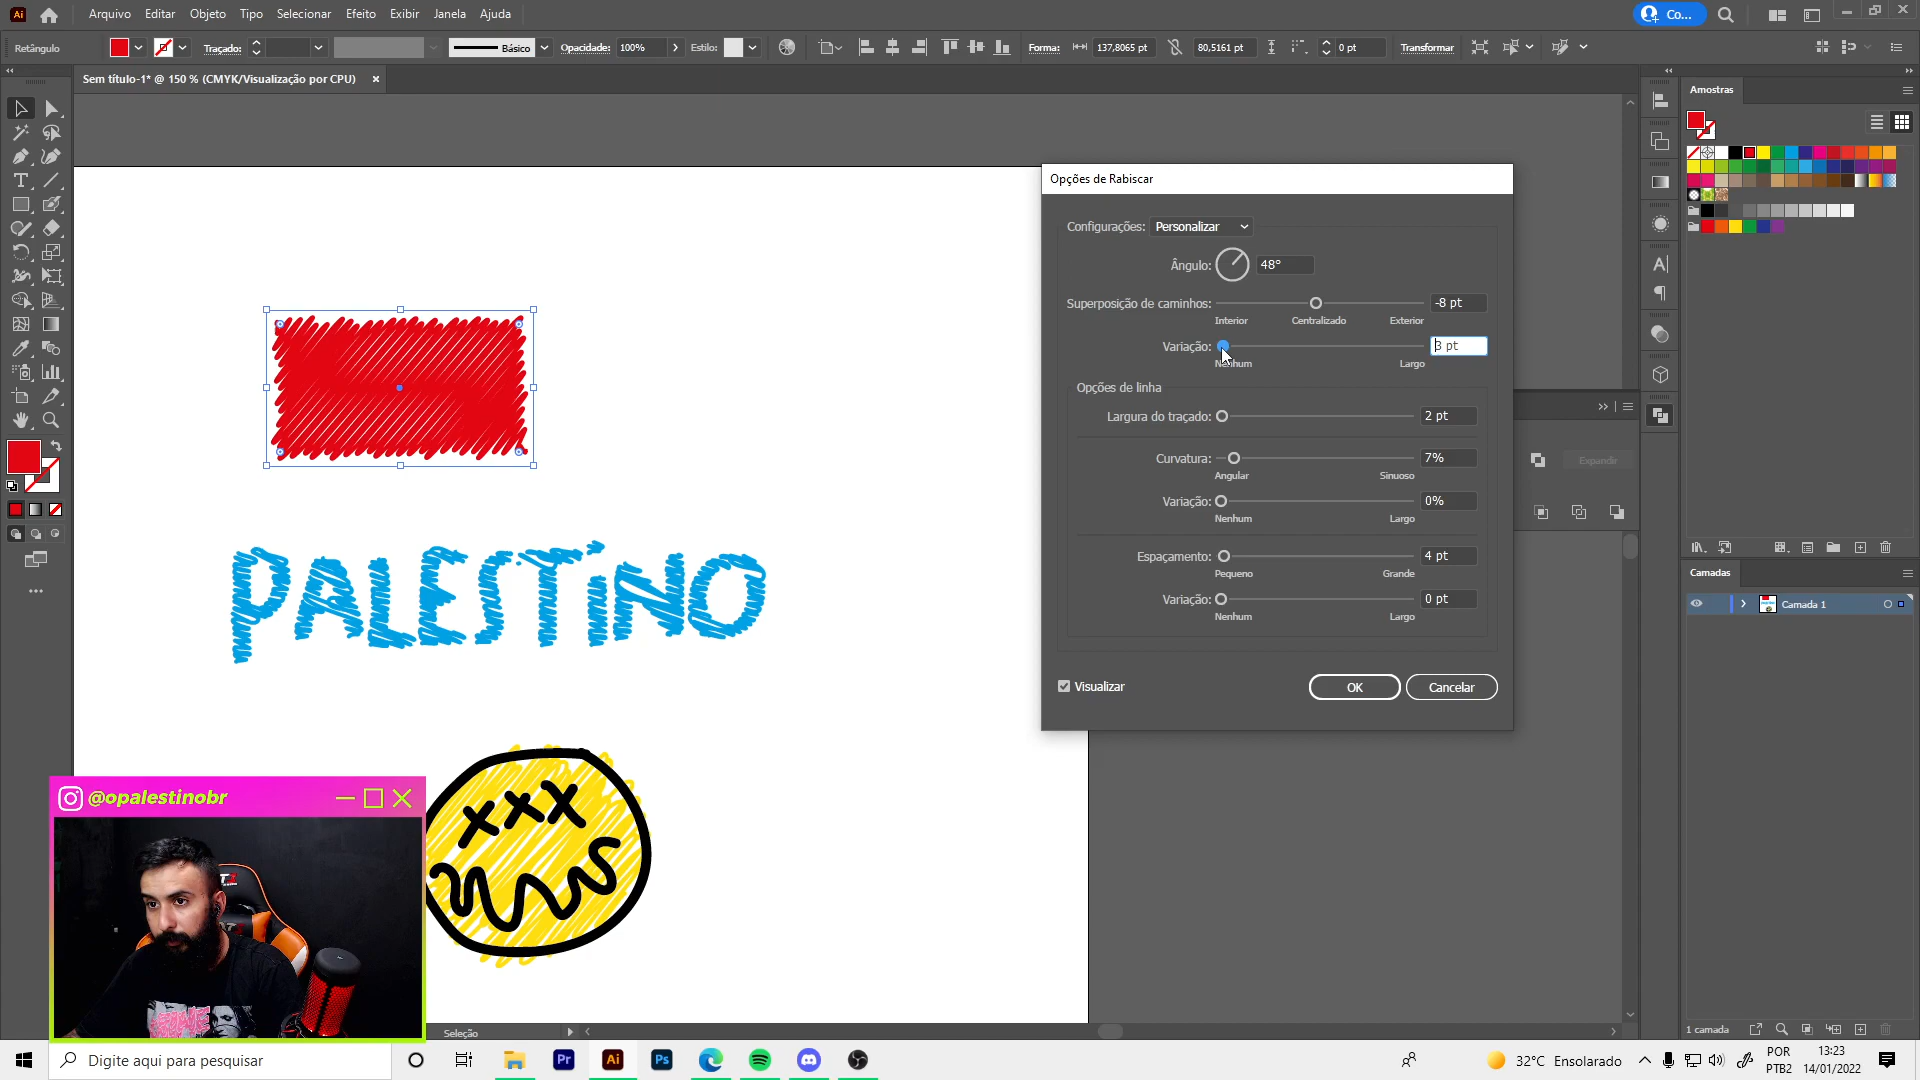 Ai
Arquivo Editar Objeto Tipo Selecionar Efeito Exibir Janela Ajuda
Co...
Retângulo
Traçado:
Básico
Opacidade: 100%
Estilo:
Forma: 137,8065 pt
80,5161 pt
0 pt
Transformar
Sem título-1* @ 150 % (CMYK/Visualização por CPU)
Amostras
Opções de Rabiscar
Configurações: Personalizar
Ângulo: 48°
Superposição de caminhos: -8 pt
Interior Centralizado Exterior
Variação: 3 pt
Nenhum Largo
Opções de linha
Largura do traçado: 2 pt
Curvatura: 7%
Angular Sinuoso
Variação: 0%
Nenhum Largo
Espaçamento: 4 pt
Pequeno Grande
Variação: 0 pt
Nenhum Largo
Visualizar
OK
Cancelar
Expandir
PALESTINO
xxx
@opalestinobr
Camadas
Camada 1
1 camada
Seleção
Digite aqui para pesquisar
Pr
Ai
Ps
32°C Ensolarado
POR
PTB2
13:23
14/01/2022